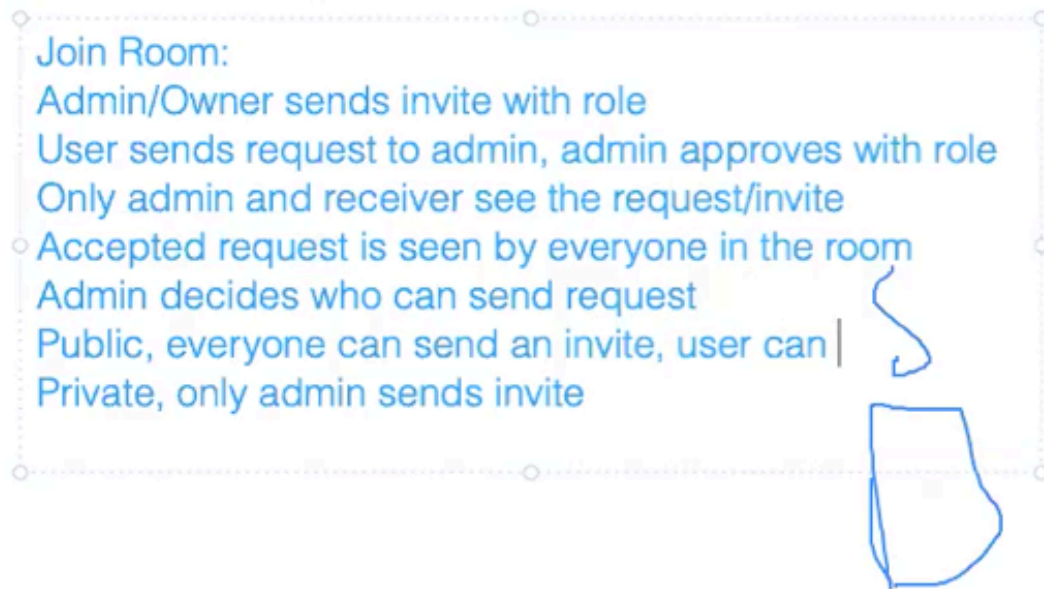 Join Room:
Admin/Owner sends invite with role
User sends request to admin, admin approves with role
Only admin and receiver see the request/invite
Accepted request is seen by everyone in the room
Admin decides who can send request
Public, everyone can send an invite, user can
Private, only admin sends invite